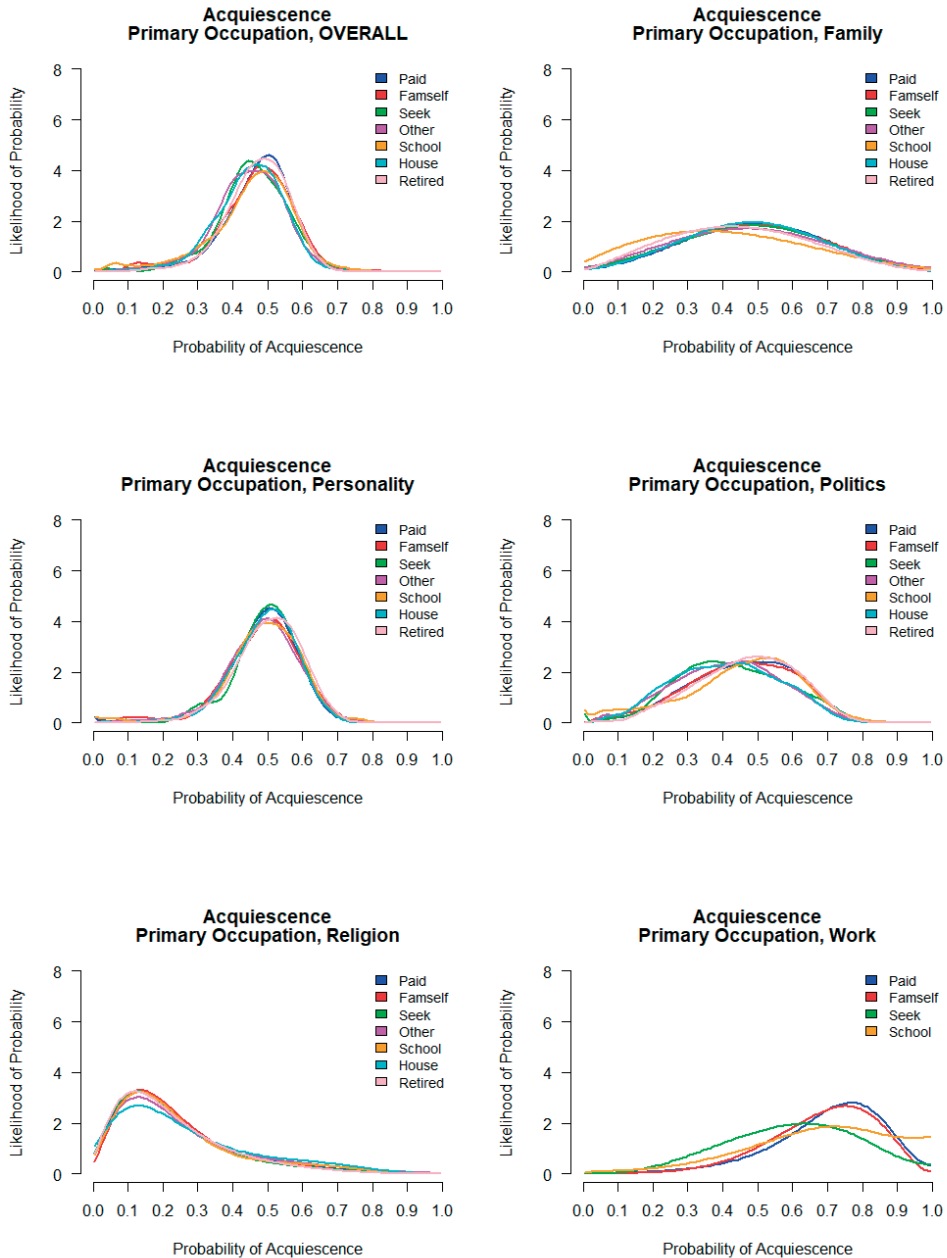 Acquiescence
Primary Occupation, OVERALL
Likelihood of Probability
8
6
4
2
0
Paid
Famself
Seek
Other
School
House
Retired
0.0 0.1 0.2 0.3 0.4 0.5 0.6 0.7 0.8 0.9 1.0
Probability of Acquiescence
Acquiescence
Primary Occupation, Family
Likelihood of Probability
8
6
4
2
0
Paid
Famself
Seek
Other
School
House
Retired
0.0 0.1 0.2 0.3 0.4 0.5 0.6 0.7 0.8 0.9 1.0
Probability of Acquiescence
Acquiescence
Primary Occupation, Personality
Likelihood of Probability
8
6
4
2
0
Paid
Famself
Seek
Other
School
House
Retired
0.0 0.1 0.2 0.3 0.4 0.5 0.6 0.7 0.8 0.9 1.0
Probability of Acquiescence
Acquiescence
Primary Occupation, Politics
Likelihood of Probability
8
6
4
2
0
Paid
Famself
Seek
Other
School
House
Retired
0.0 0.1 0.2 0.3 0.4 0.5 0.6 0.7 0.8 0.9 1.0
Probability of Acquiescence
Acquiescence
Primary Occupation, Religion
Likelihood of Probability
8
6
4
2
0
Paid
Famself
Seek
Other
School
House
Retired
0.0 0.1 0.2 0.3 0.4 0.5 0.6 0.7 0.8 0.9 1.0
Probability of Acquiescence
Acquiescence
Primary Occupation, Work
Likelihood of Probability
8
6
4
2
0
Paid
Famself
Seek
School
0.0 0.1 0.2 0.3 0.4 0.5 0.6 0.7 0.8 0.9 1.0
Probability of Acquiescence